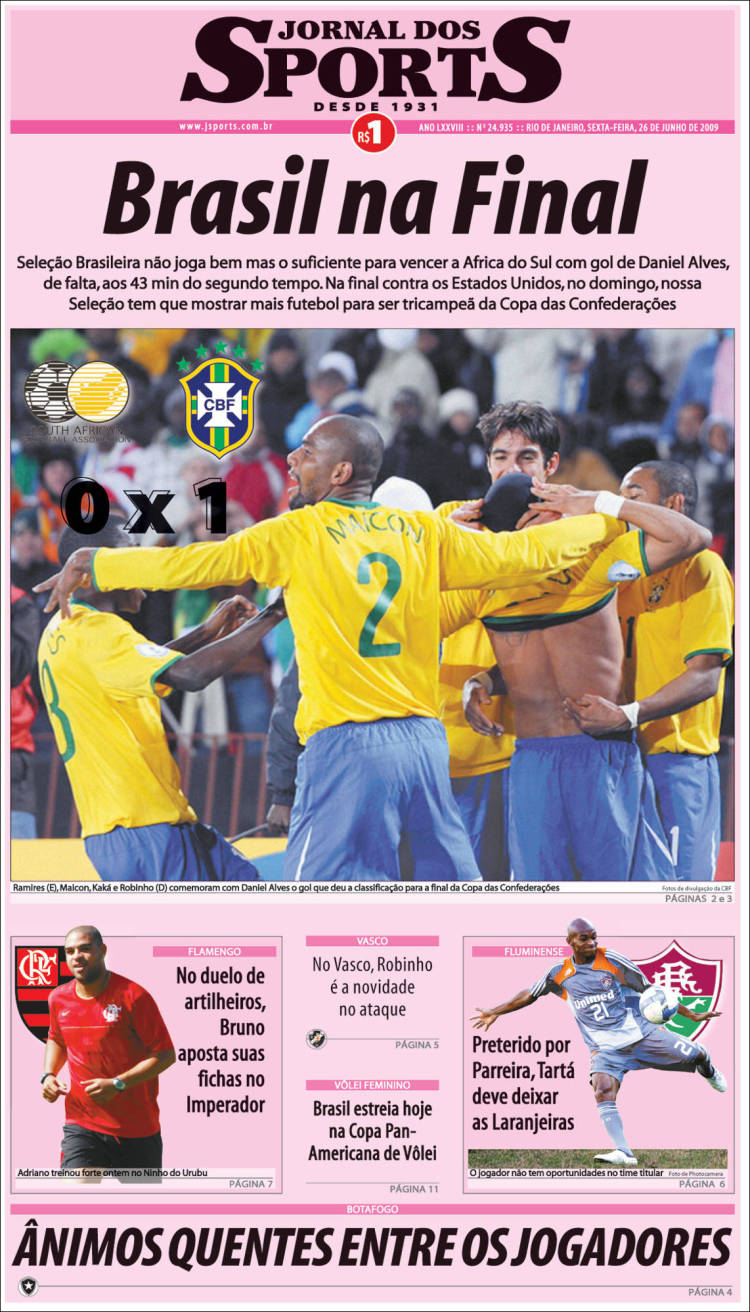 JORNAL DOS
SPORTS
DESDE 1931
www.jsports.com.br
R$1
ANO LXXVIII :: Nº 24.935 :: RIO DE JANEIRO, SEXTA-FEIRA, 26 DE JUNHO DE 2009
Brasil na Final
Seleção Brasileira não joga bem mas o suficiente para vencer a Africa do Sul com gol de Daniel Alves,
de falta, aos 43 min do segundo tempo. Na final contra os Estados Unidos, no domingo, nossa
Seleção tem que mostrar mais futebol para ser tricampeã da Copa das Confederações
SOUTH AFRICAN
FOOTBALL ASSOCIATION
CBF
0 x 1
MAICON
2
Ramires (E), Maicon, Kaká e Robinho (D) comemoram com Daniel Alves o gol que deu a classificação para a final da Copa das Confederações
Fotos de divulgação da CBF
PÁGINAS 2 e 3
FLAMENGO
No duelo de
artilheiros,
Bruno
aposta suas
fichas no
Imperador
Adriano treinou forte ontem no Ninho do Urubu
PÁGINA 7
VASCO
No Vasco, Robinho
é a novidade
no ataque
PÁGINA 5
VÔLEI FEMININO
Brasil estreia hoje
na Copa Pan-
Americana de Vôlei
PÁGINA 11
FLUMINENSE
Unimed
21
Preterido por
Parreira, Tartá
deve deixar
as Laranjeiras
O jogador não tem oportunidades no time titular
Foto de Photocamera
PÁGINA 6
BOTAFOGO
ÂNIMOS QUENTES ENTRE OS JOGADORES
PÁGINA 4